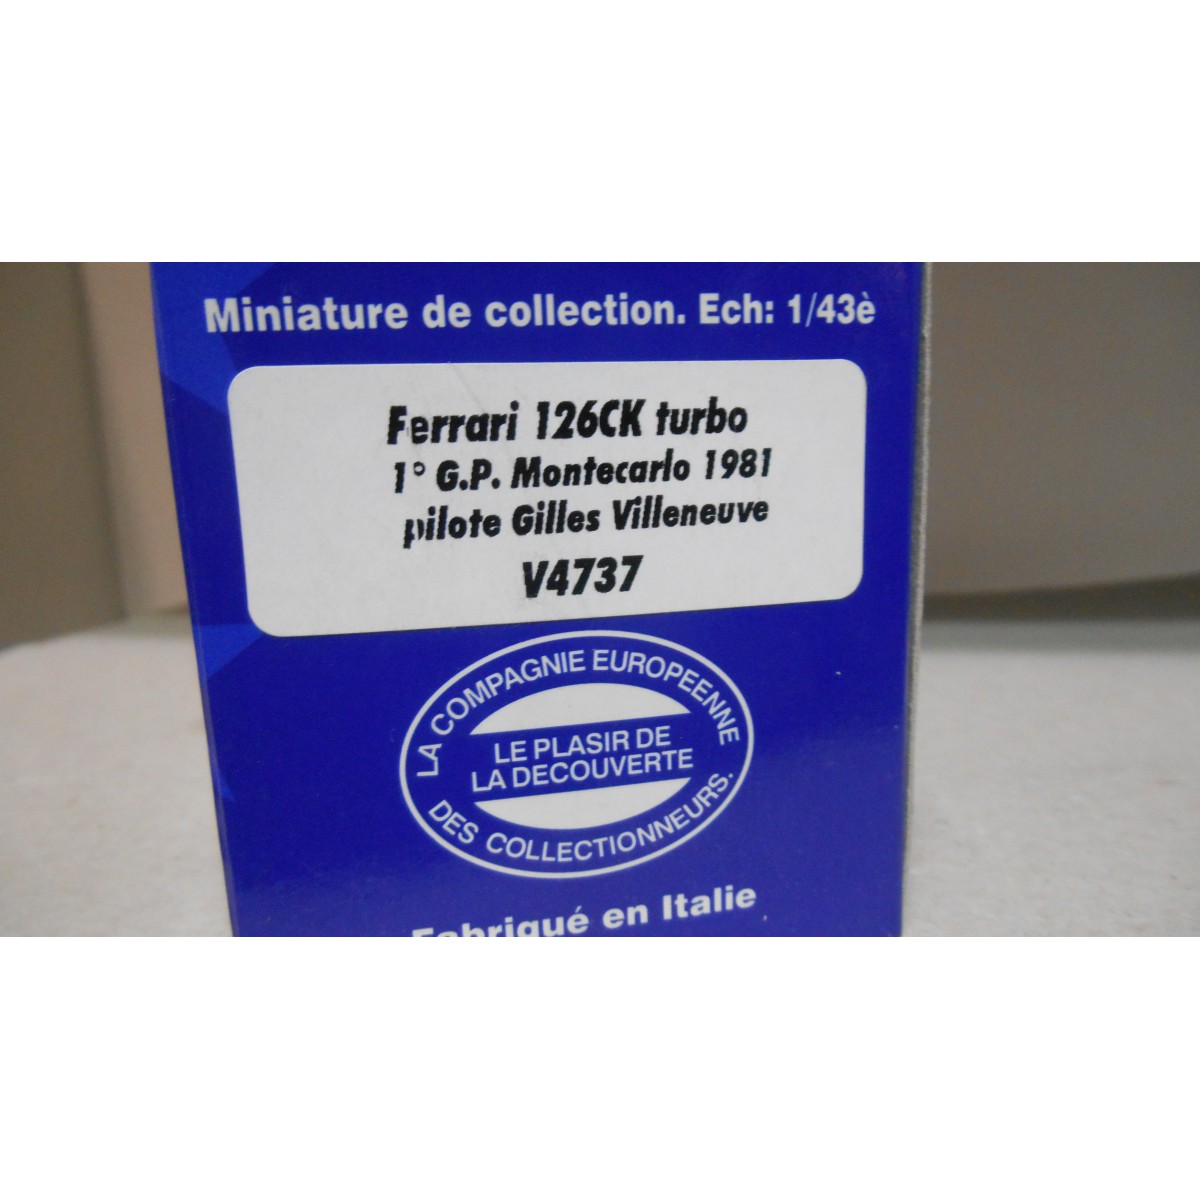 Miniature de collection. Ech: 1/43è
Ferrari 126CK turbo
1° G.P. Montecarlo 1981
pilote Gilles Villeneuve
V4737
LA COMPAGNIE EUROPEENNE
LE PLASIR DE
LA DECOUVERTE
DES COLLECTIONNEURS.
Fabriqué en Italie